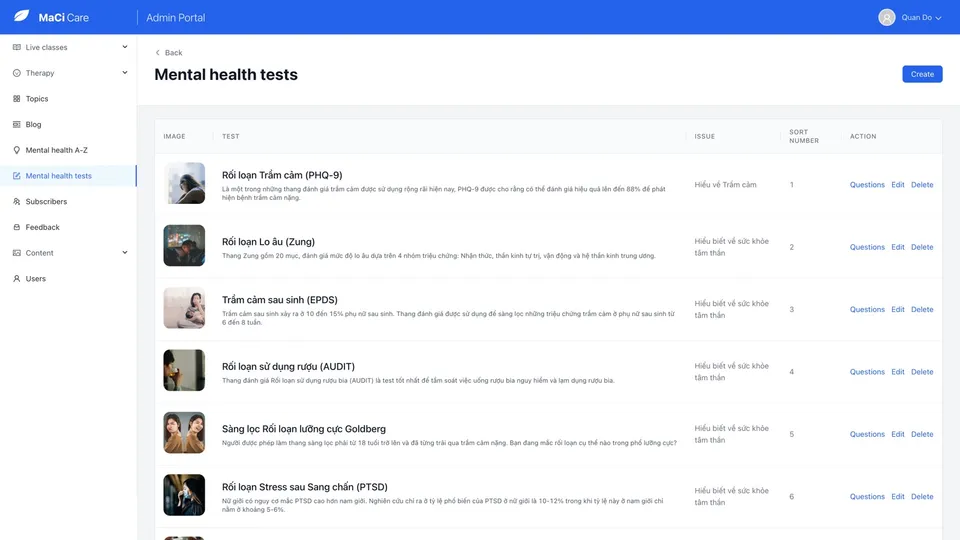 MaCi Care
Admin Portal
Quan Do
Live classes
Therapy
Topics
Blog
Mental health A-Z
Mental health tests
Subscribers
Feedback
Content
Users
Back
Mental health tests
Create
IMAGE
TEST
ISSUE
SORT
NUMBER
ACTION
Rối loạn Trầm cảm (PHQ-9)
Là một trong những thang đánh giá trầm cảm được sử dụng rộng rãi hiện nay, PHQ-9 được cho rằng có thể đánh giá hiệu quả lên đến 88% để phát
hiện bệnh trầm cảm nặng.
Hiểu về Trầm cảm
1
Questions Edit Delete
Rối loạn Lo âu (Zung)
Thang Zung gồm 20 mục, đánh giá mức độ lo âu dựa trên 4 nhóm triệu chứng: Nhận thức, thần kinh tự trị, vận động và hệ thần kinh trung ương.
Hiểu biết về sức khỏe
tâm thần
2
Questions Edit Delete
Trầm cảm sau sinh (EPDS)
Trầm cảm sau sinh xảy ra ở 10 đến 15% phụ nữ sau sinh. Thang đánh giá được sử dụng để sàng lọc những triệu chứng trầm cảm ở phụ nữ sau sinh từ
6 đến 8 tuần.
Hiểu biết về sức khỏe
tâm thần
3
Questions Edit Delete
Rối loạn sử dụng rượu (AUDIT)
Thang đánh giá Rối loạn sử dụng rượu bia (AUDIT) là test tốt nhất để tầm soát việc uống rượu bia nguy hiểm và lạm dụng rượu bia.
Hiểu biết về sức khỏe
tâm thần
4
Questions Edit Delete
Sàng lọc Rối loạn lưỡng cực Goldberg
Người được phép làm thang sàng lọc phải từ 18 tuổi trở lên và đã từng trải qua trầm cảm nặng. Bạn đang mắc rối loạn cụ thể nào trong phổ lưỡng cực?
Hiểu biết về sức khỏe
tâm thần
5
Questions Edit Delete
Rối loạn Stress sau Sang chấn (PTSD)
Nữ giới có nguy cơ mắc PTSD cao hơn nam giới. Nghiên cứu chỉ ra ở tỷ lệ phổ biến của PTSD ở nữ giới là 10-12% trong khi tỷ lệ này ở nam giới chỉ
nằm ở khoảng 5-6%.
Hiểu biết về sức khỏe
tâm thần
6
Questions Edit Delete